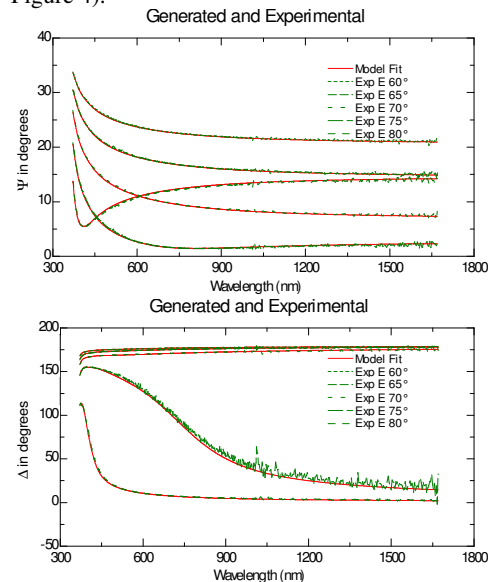 Figure 4).
Generated and Experimental
40
30
20
10
0
Ψ in degrees
Model Fit
Exp E 60°
Exp E 65°
Exp E 70°
Exp E 75°
Exp E 80°
300 600 900 1200 1500 1800
Wavelength (nm)
Generated and Experimental
200
150
100
50
0
-50
Δ in degrees
Model Fit
Exp E 60°
Exp E 65°
Exp E 70°
Exp E 75°
Exp E 80°
300 600 900 1200 1500 1800
Wavelength (nm)